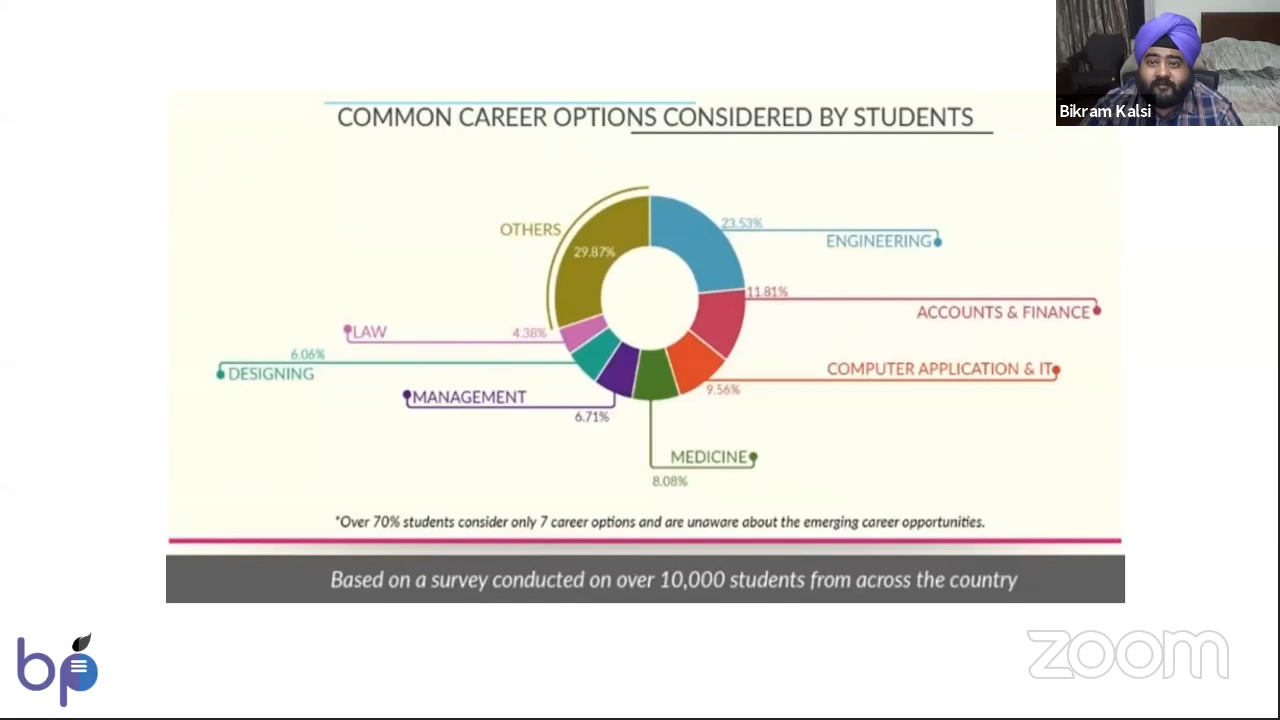 Bikram Kalsi
COMMON CAREER OPTIONS CONSIDERED BY STUDENTS
23.53%
ENGINEERING
11.81%
ACCOUNTS & FINANCE
9.56%
COMPUTER APPLICATION & IT
MEDICINE
8.08%
MANAGEMENT
6.71%
6.06%
DESIGNING
LAW
4.38%
OTHERS
29.87%
*Over 70% students consider only 7 career options and are unaware about the emerging career opportunities.
Based on a survey conducted on over 10,000 students from across the country
bp
zoom